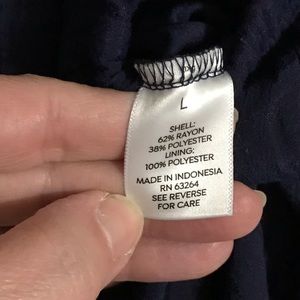 L
SHELL:
62% RAYON
38% POLYESTER
LINING:
100% POLYESTER
MADE IN INDONESIA
RN 63264
SEE REVERSE
FOR CARE